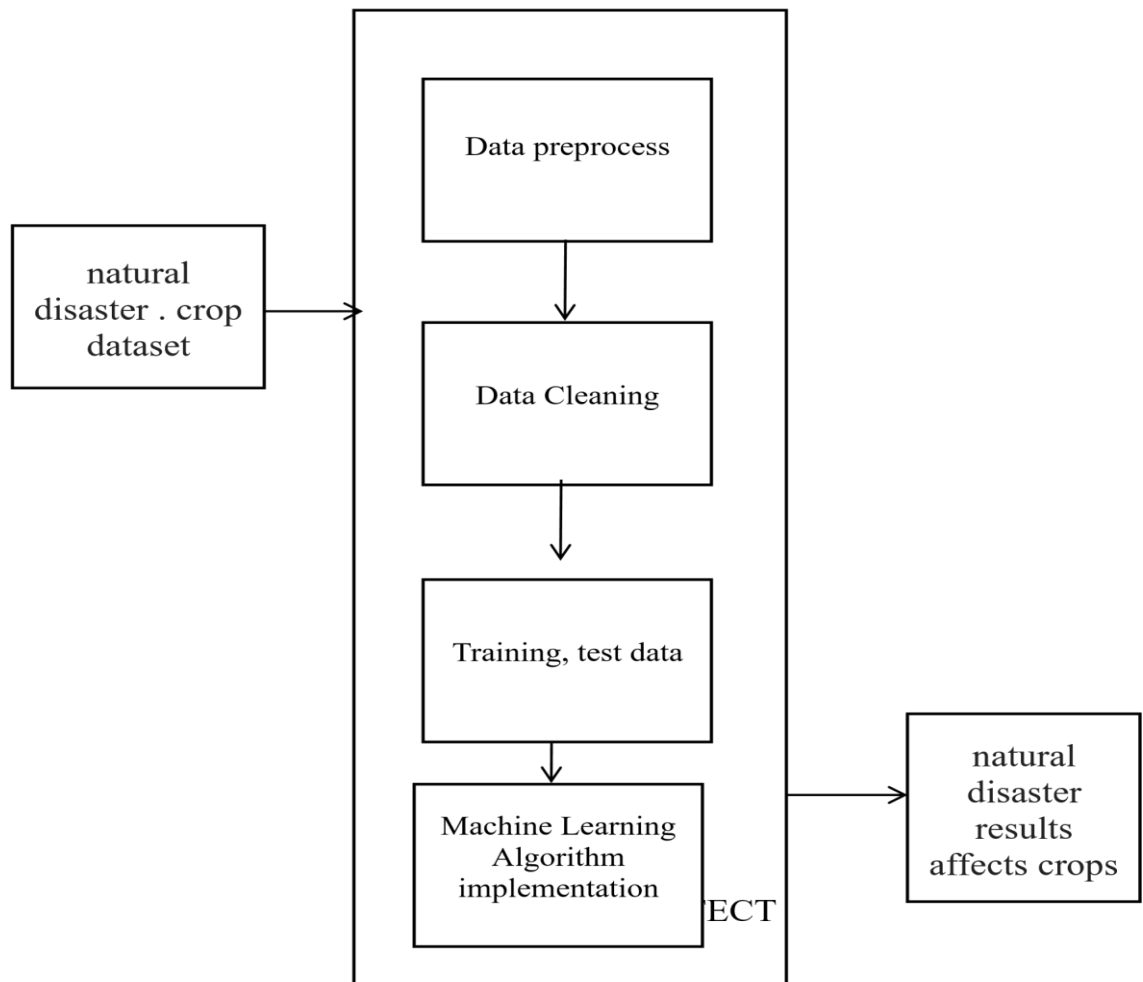 Data preprocess
natural
disaster . crop
dataset
Data Cleaning
Training, test data
Machine Learning
Algorithm
implementation
natural
disaster
results
affects crops